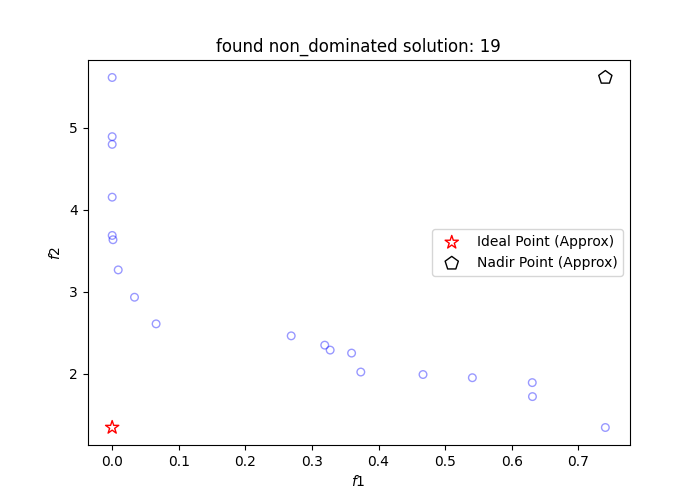 found non_dominated solution: 19
f2
5
4
3
2
Ideal Point (Approx)
Nadir Point (Approx)
0.0 0.1 0.2 0.3 0.4 0.5 0.6 0.7
f1